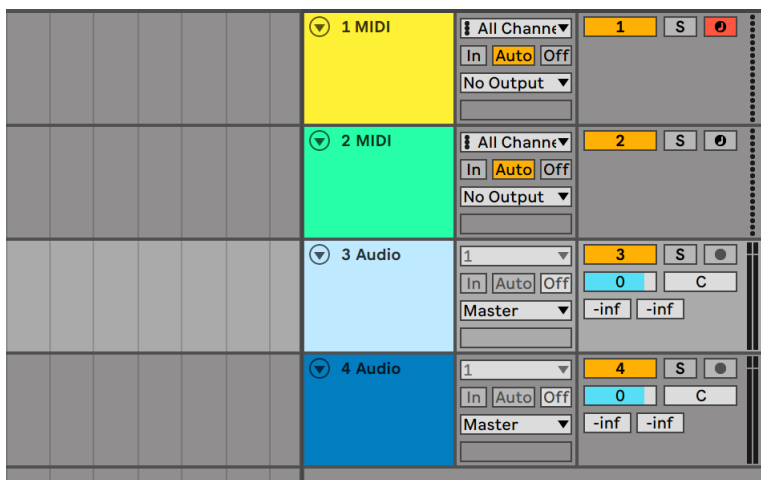 1 MIDI All Channe 1 S
In Auto Off
No Output
2 MIDI All Channe 2 S
In Auto Off
No Output
3 Audio 1 3 S
In Auto Off 0 C
Master -inf -inf
4 Audio 1 4 S
In Auto Off 0 C
Master -inf -inf